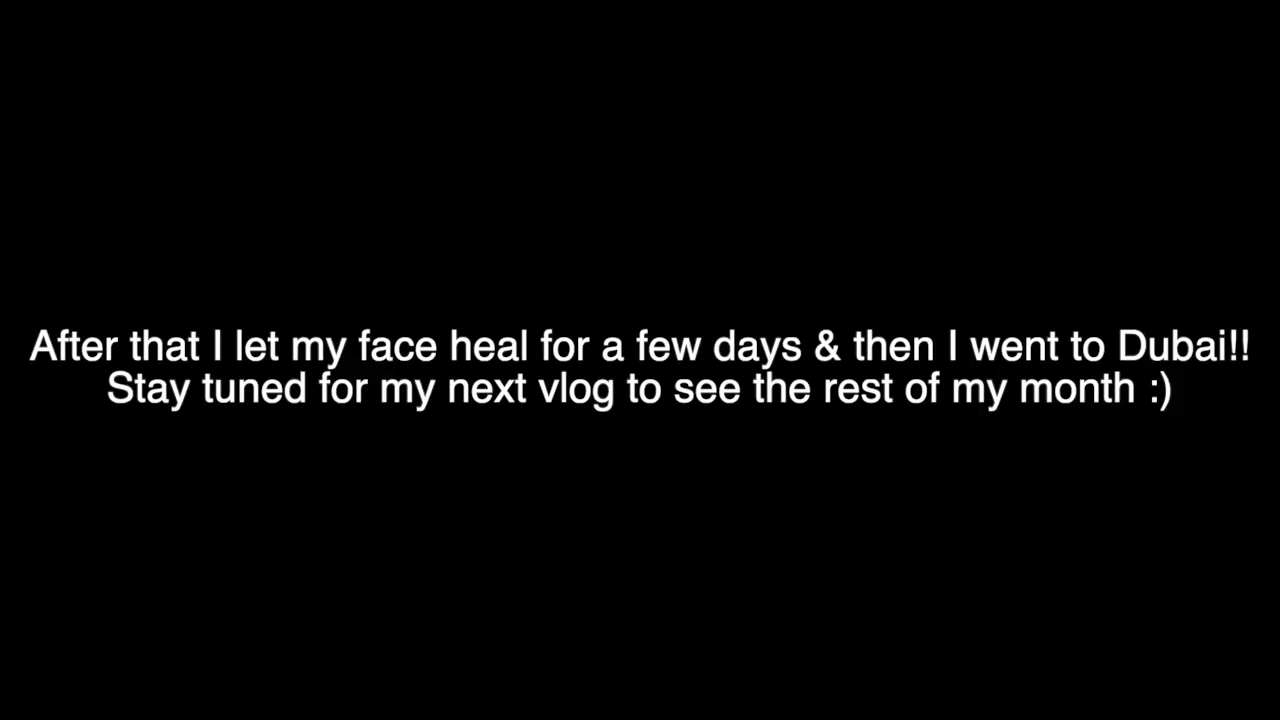 After that I let my face heal for a few days & then I went to Dubai!!
Stay tuned for my next vlog to see the rest of my month :)